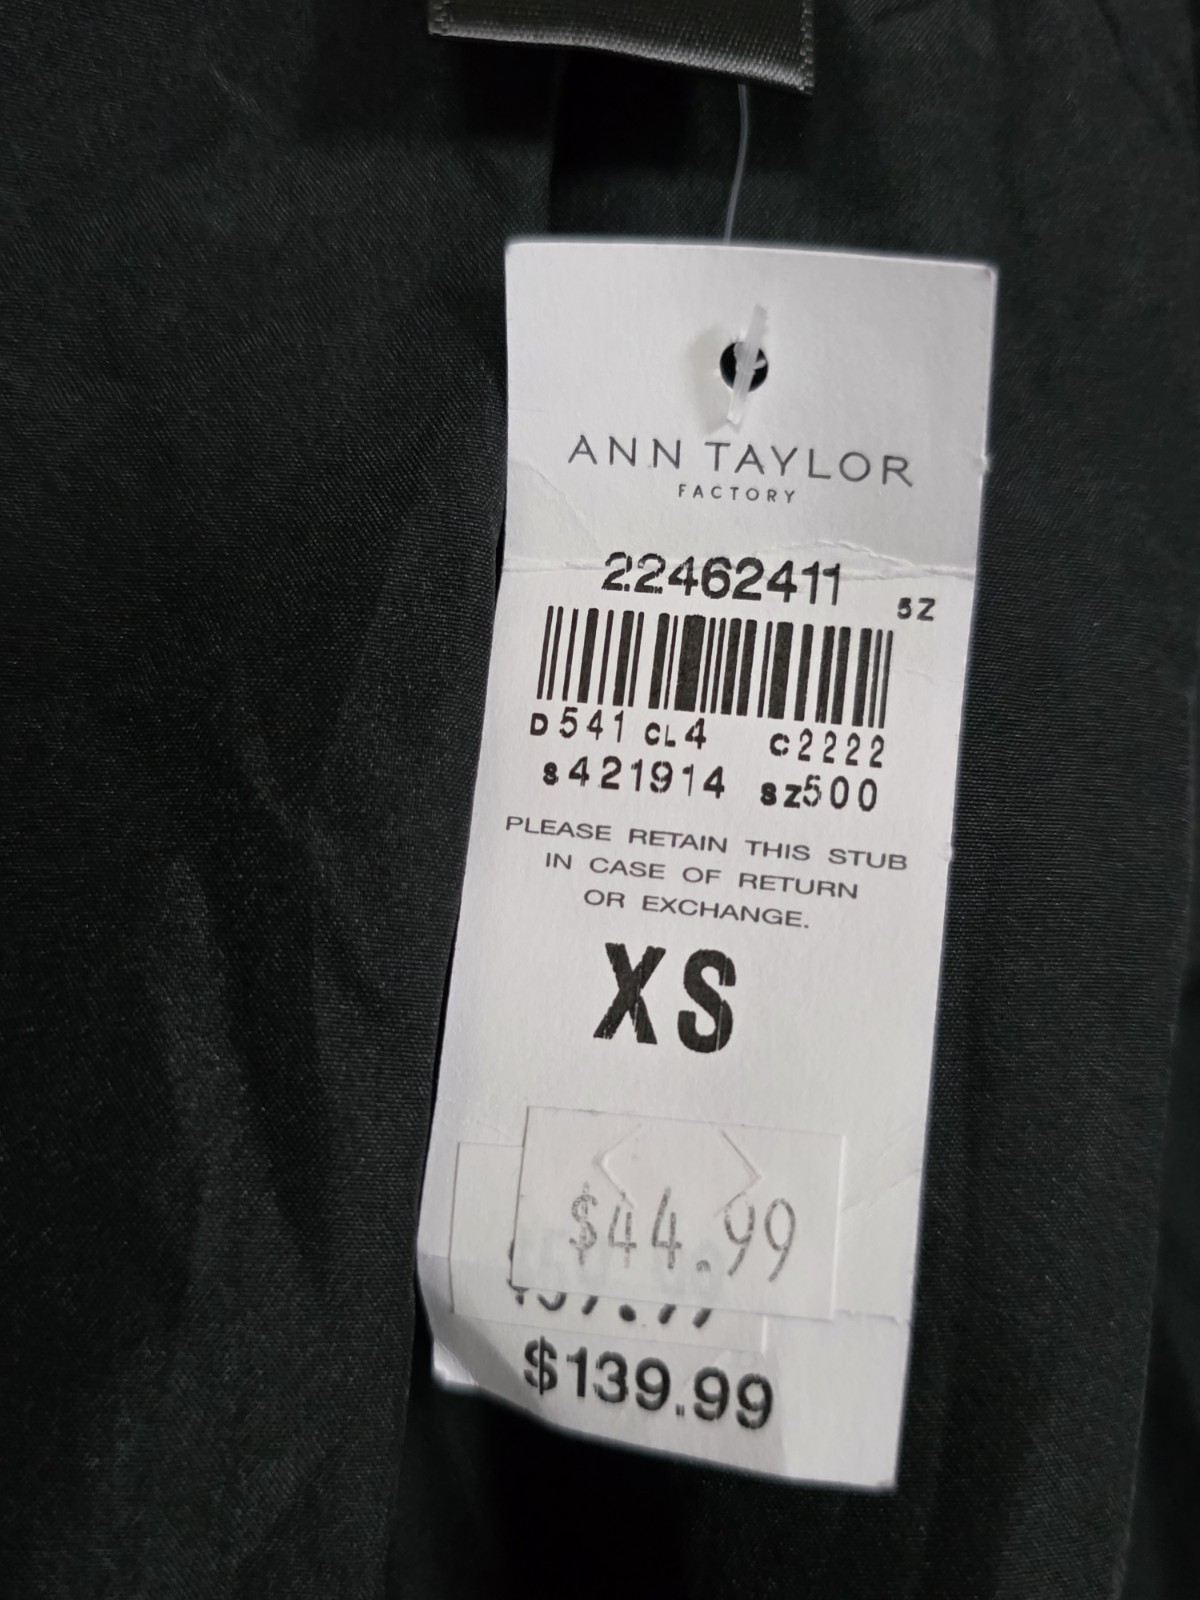 ANN TAYLOR
FACTORY
22462411
5Z
D541 CL4 C2222
S421914 SZ500
PLEASE RETAIN THIS STUB
IN CASE OF RETURN
OR EXCHANGE.
XS
$44.99
$139.99